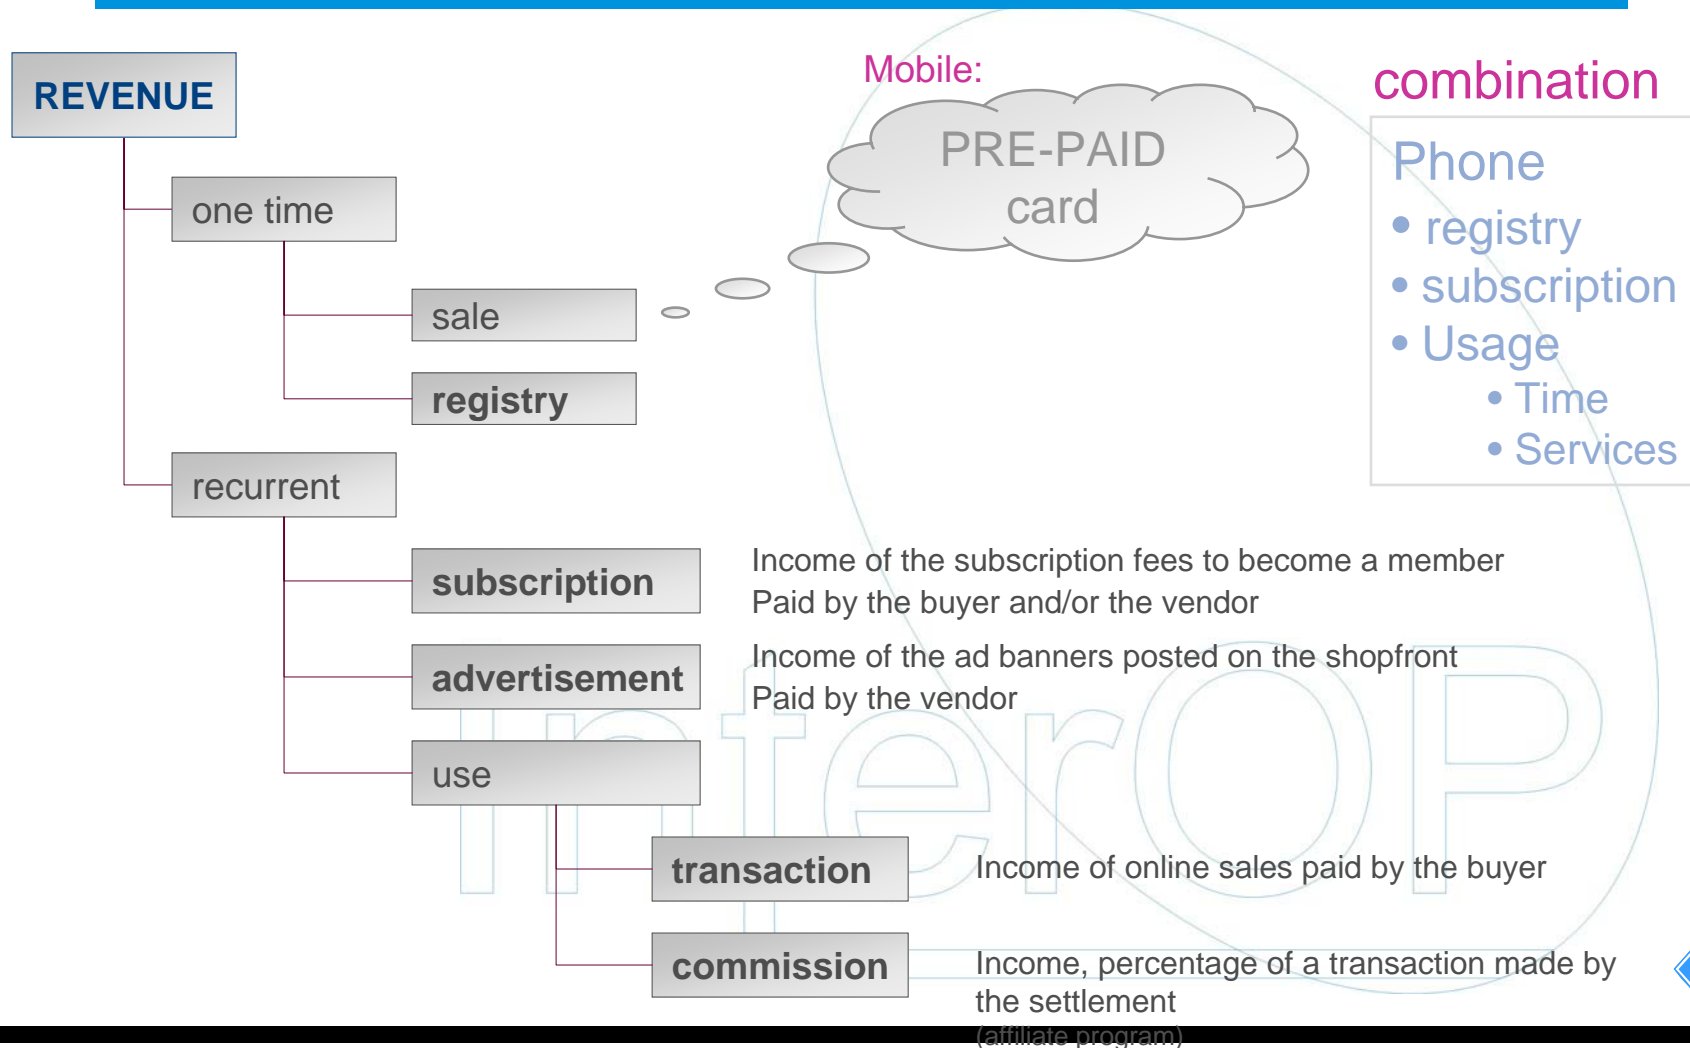 REVENUE
one time
sale
registry
recurrent
subscription
advertisement
use
transaction
commission
Mobile:
PRE-PAID
card
combination
Phone
• registry
• subscription
• Usage
• Time
• Services
Income of the subscription fees to become a member
Paid by the buyer and/or the vendor
Income of the ad banners posted on the shopfront
Paid by the vendor
Income of online sales paid by the buyer
Income, percentage of a transaction made by
the settlement
(affiliate program)
InterOP